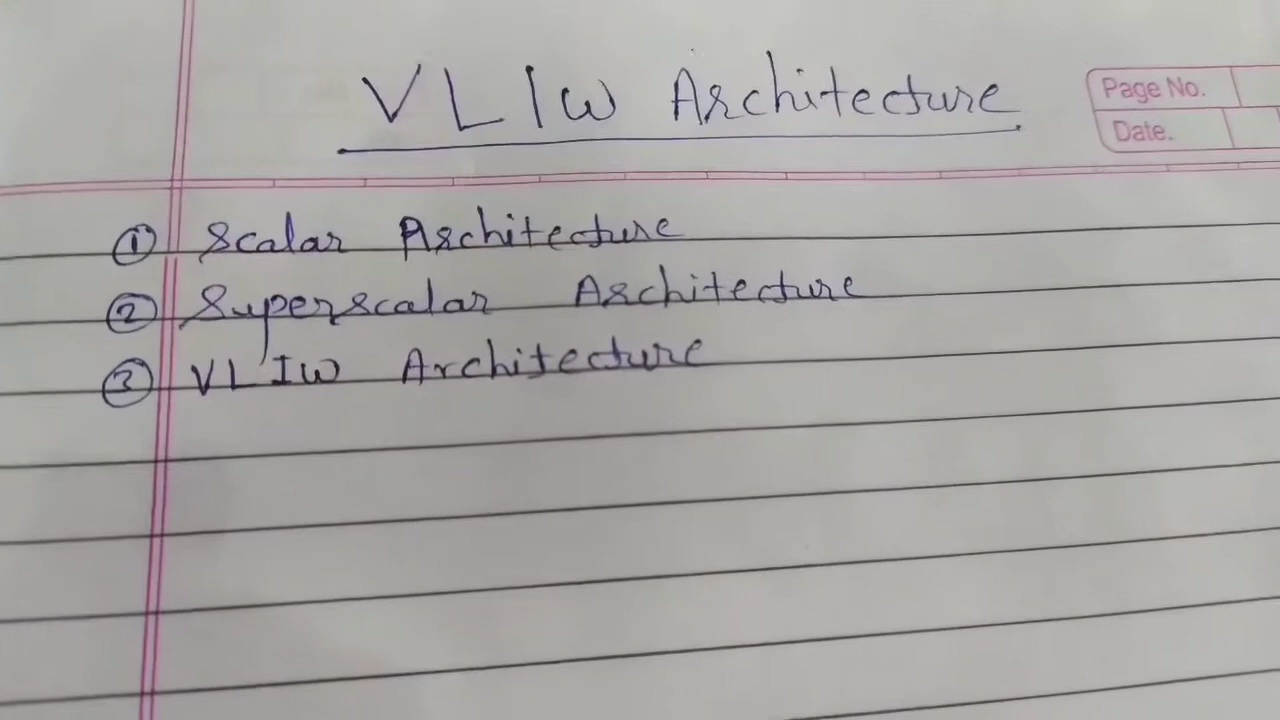 VLIW Architecture
Page No.
Date.
① Scalar Architecture
② Superscalar Architecture
③ VLIW Architecture